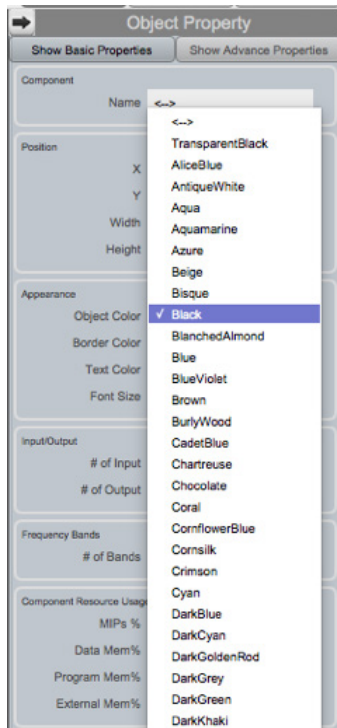 Object Property
Show Basic Properties
Show Advance Properties
Component
Name
<-->
<-->
TransparentBlack
AliceBlue
AntiqueWhite
Aqua
Aquamarine
Azure
Beige
Bisque
✓ Black
BlanchedAlmond
Blue
BlueViolet
Brown
BurlyWood
CadetBlue
Chartreuse
Chocolate
Coral
CornflowerBlue
Cornsilk
Crimson
Cyan
DarkBlue
DarkCyan
DarkGoldenRod
DarkGrey
DarkGreen
DarkKhaki
Position
X
Y
Width
Height
Appearance
Object Color
Border Color
Text Color
Font Size
Input/Output
# of Input
# of Output
Frequency Bands
# of Bands
Component Resource Usage
MIPs %
Data Mem%
Program Mem%
External Mem%